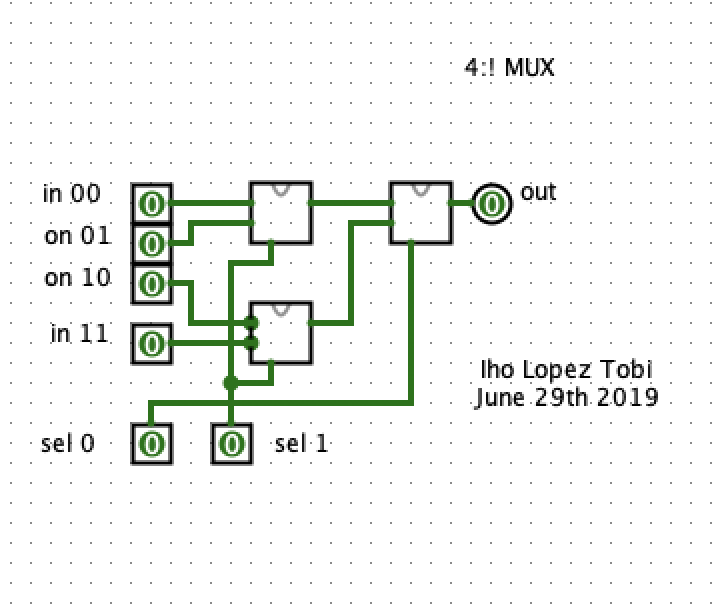 4:! MUX
in 00
0
out
0
on 01
0
on 10
0
in 11
0
Iho Lopez Tobi
June 29th 2019
sel 0
0
0
sel 1